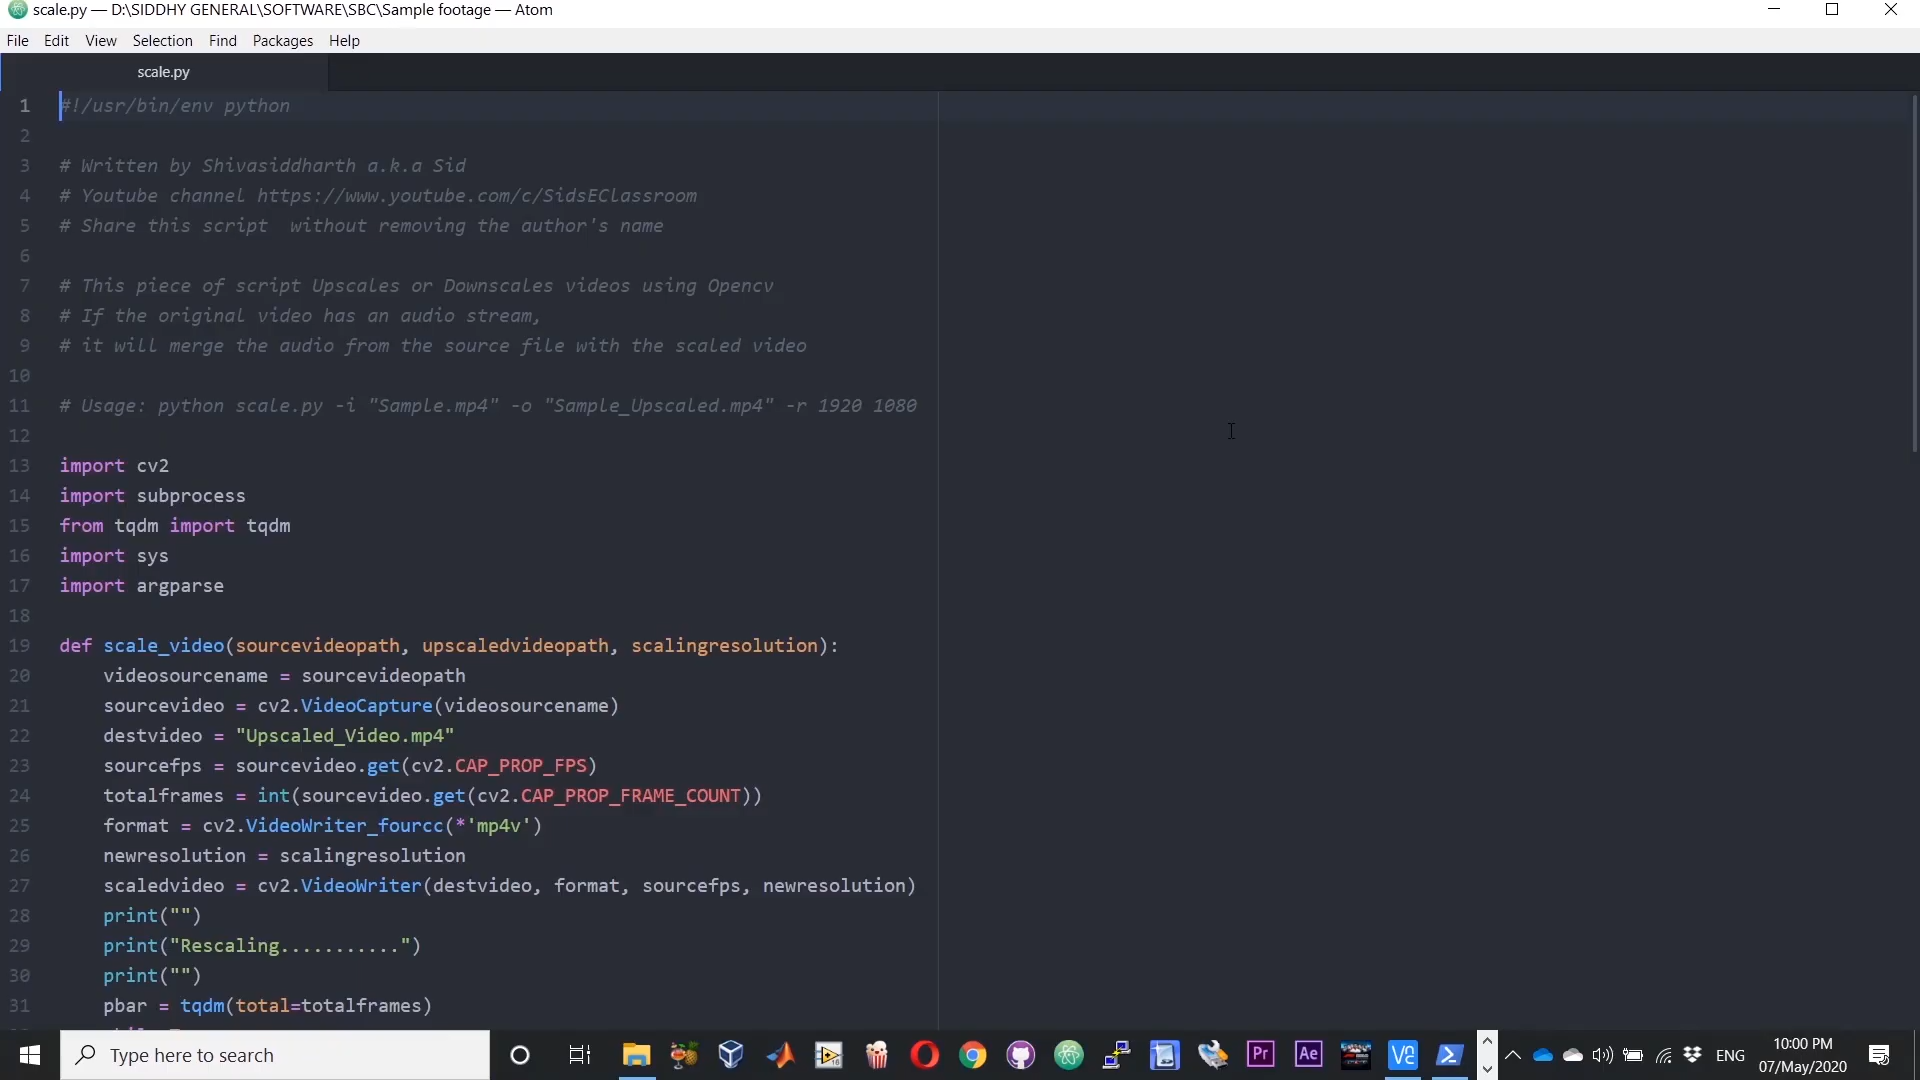 scale.py — D:\SIDDHY GENERAL\SOFTWARE\SBC\Sample footage — Atom
File Edit View Selection Find Packages Help
scale.py
1 #!/usr/bin/env python
2
3 # Written by Shivasiddharth a.k.a Sid
4 # Youtube channel https://www.youtube.com/c/SidsEClassroom
5 # Share this script  without removing the author's name
6
7 # This piece of script Upscales or Downscales videos using Opencv
8 # If the original video has an audio stream,
9 # it will merge the audio from the source file with the scaled video
10
11 # Usage: python scale.py -i "Sample.mp4" -o "Sample_Upscaled.mp4" -r 1920 1080
12
13 import cv2
14 import subprocess
15 from tqdm import tqdm
16 import sys
17 import argparse
18
19 def scale_video(sourcevideopath, upscaledvideopath, scalingresolution):
20     videosourcename = sourcevideopath
21     sourcevideo = cv2.VideoCapture(videosourcename)
22     destvideo = "Upscaled_Video.mp4"
23     sourcefps = sourcevideo.get(cv2.CAP_PROP_FPS)
24     totalframes = int(sourcevideo.get(cv2.CAP_PROP_FRAME_COUNT))
25     format = cv2.VideoWriter_fourcc(*'mp4v')
26     newresolution = scalingresolution
27     scaledvideo = cv2.VideoWriter(destvideo, format, sourcefps, newresolution)
28     print("")
29     print("Rescaling...........")
30     print("")
31     pbar = tqdm(total=totalframes)
Type here to search
Pr
Ae
ENG
10:00 PM
07/May/2020